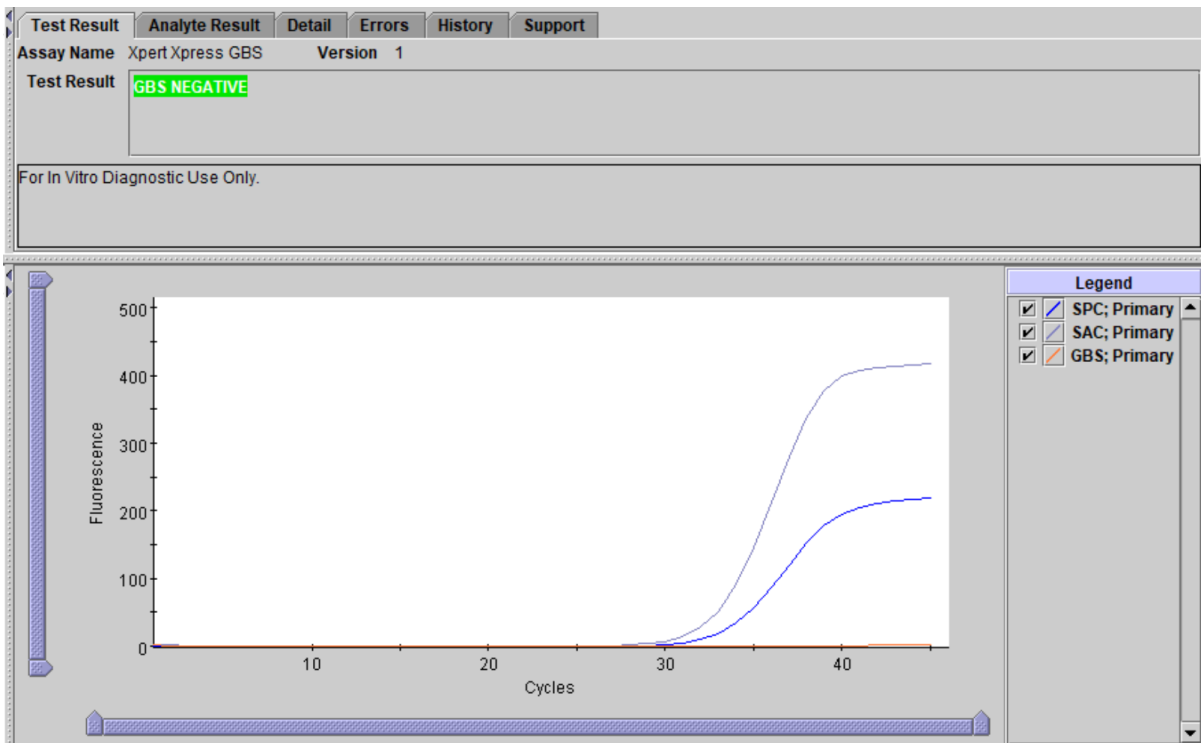 Test Result Analyte Result Detail Errors History Support
Assay Name Xpert Xpress GBS Version 1
Test Result GBS NEGATIVE
For In Vitro Diagnostic Use Only.
Legend
SPC; Primary
SAC; Primary
GBS; Primary
500
400
300
200
100
0
Fluorescence
10 20 30 40
Cycles